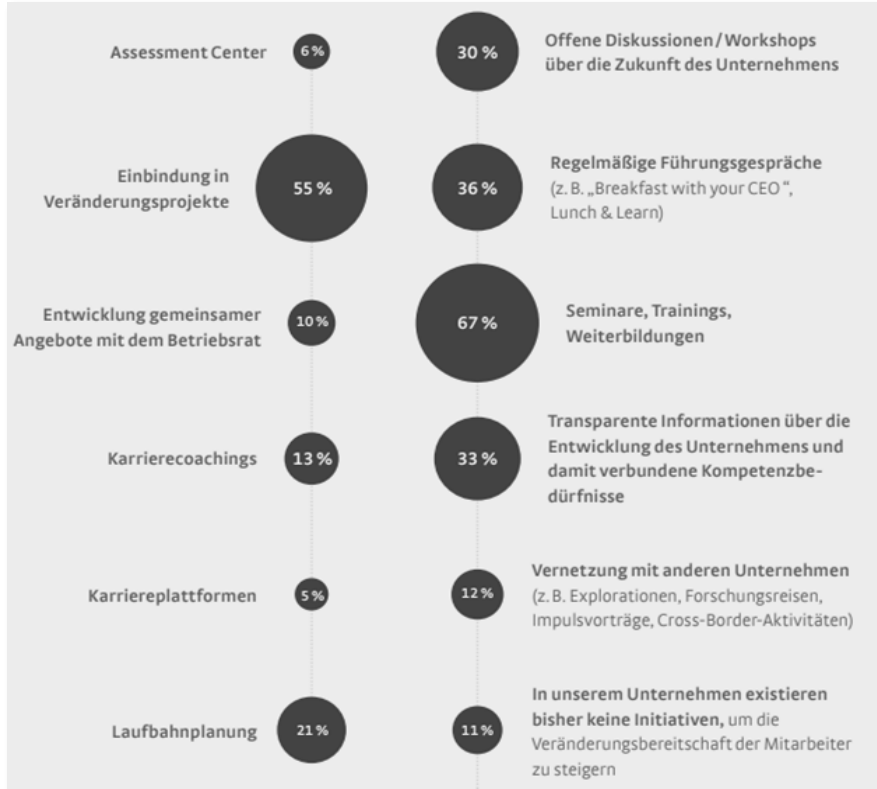 Assessment Center
6 %
Einbindung in
Veränderungsprojekte
55 %
Entwicklung gemeinsamer
Angebote mit dem Betriebsrat
10 %
Karrierecoachings
13 %
Karriereplattformen
5 %
Laufbahnplanung
21 %
30 %
Offene Diskussionen / Workshops
über die Zukunft des Unternehmens
36 %
Regelmäßige Führungsgespräche
(z. B. „Breakfast with your CEO“,
Lunch & Learn)
67 %
Seminare, Trainings,
Weiterbildungen
33 %
Transparente Informationen über die
Entwicklung des Unternehmens und
damit verbundene Kompetenzbe-
dürfnisse
12 %
Vernetzung mit anderen Unternehmen
(z. B. Explorationen, Forschungsreisen,
Impulsvorträge, Cross-Border-Aktivitäten)
11 %
In unserem Unternehmen existieren
bisher keine Initiativen, um die
Veränderungsbereitschaft der Mitarbeiter
zu steigern